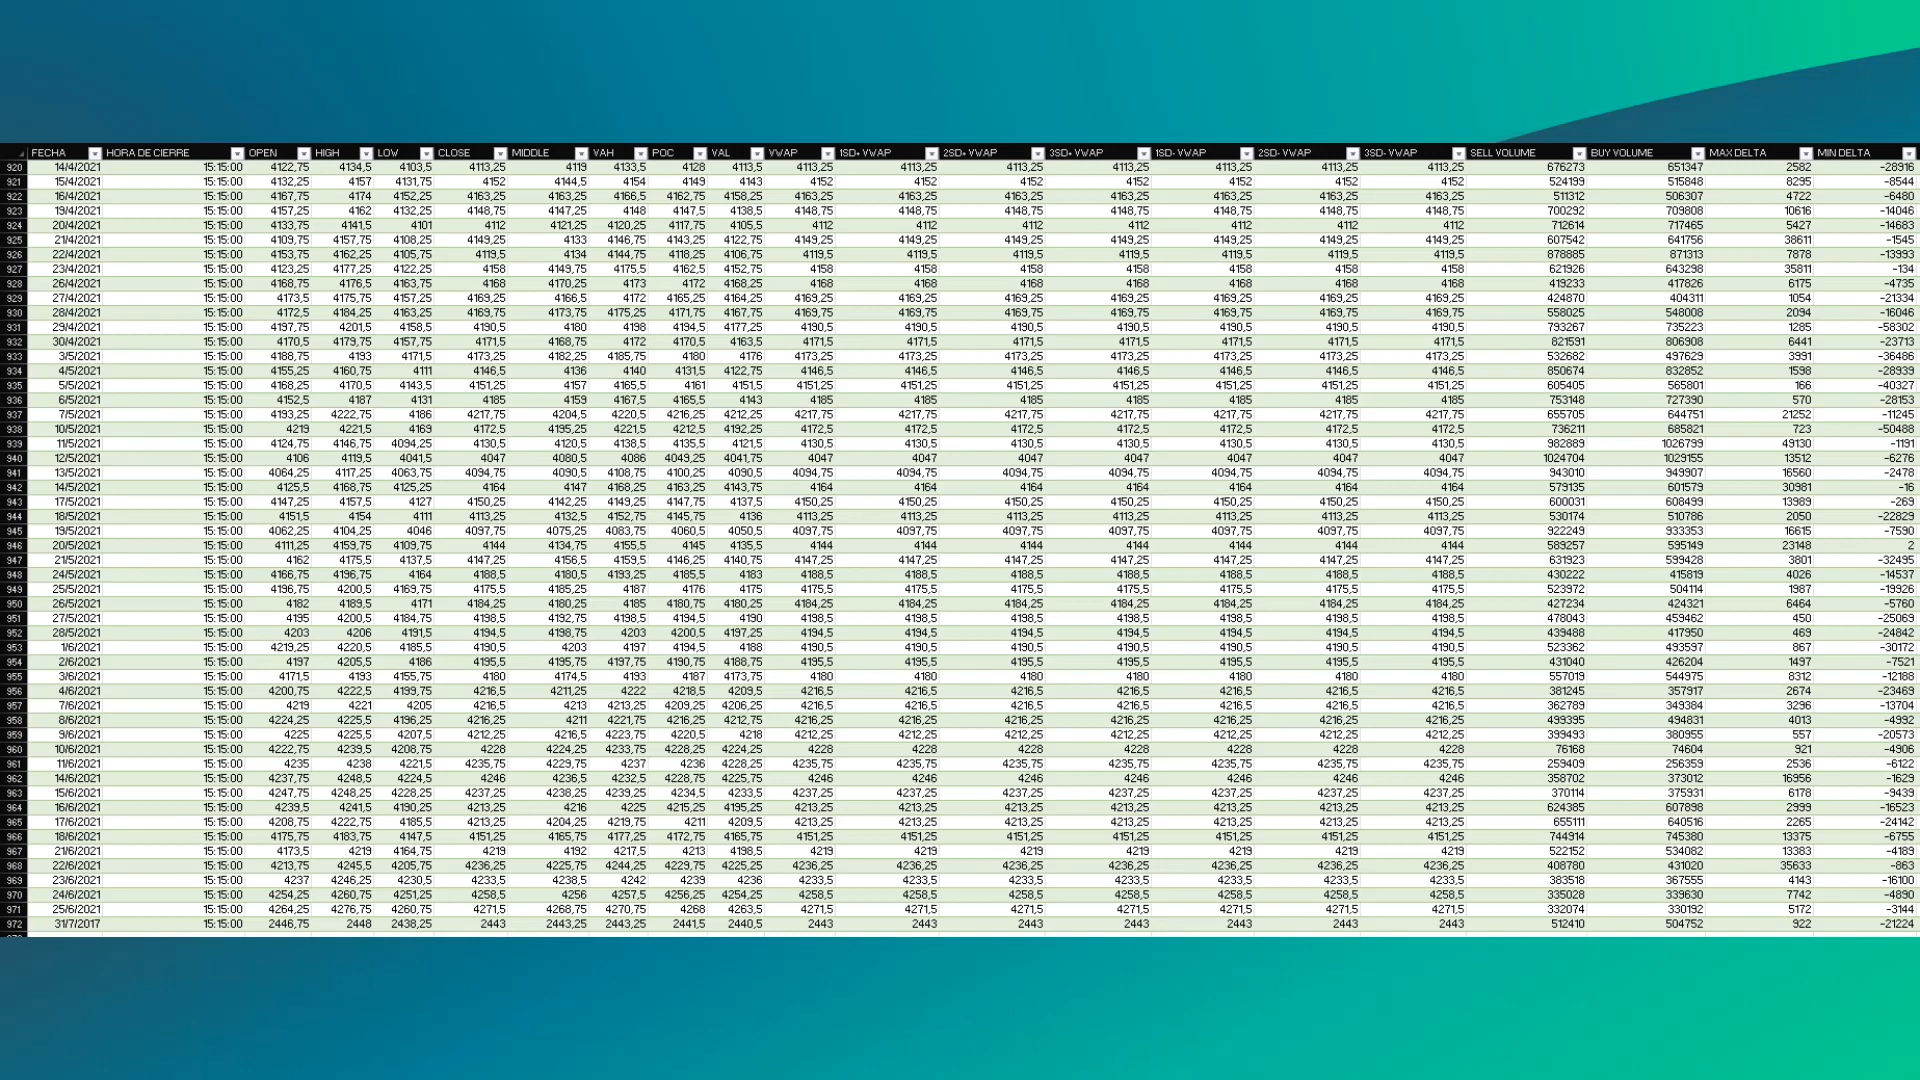 FECHA HORA DE CIERRE OPEN HIGH LOW CLOSE MIDDLE VAH POC VAL VWAP 1SD+ VWAP 2SD+ VWAP 3SD+ VWAP 1SD- VWAP 2SD- VWAP 3SD- VWAP SELL VOLUME BUY VOLUME MAX DELTA MIN DELTA
920 14/4/2021 15:15:00 4122,75 4134,5 4103,5 4113,25 4119 4133,5 4128 4113,5 4113,25 4113,25 4113,25 4113,25 4113,25 4113,25 4113,25 676273 651347 2582 -28916
921 15/4/2021 15:15:00 4132,25 4157 4131,75 4152 4144,5 4154 4149 4143 4152 4152 4152 4152 4152 4152 4152 524199 515848 8295 -8544
922 16/4/2021 15:15:00 4167,75 4174 4152,25 4163,25 4163,25 4166,5 4162,75 4158,25 4163,25 4163,25 4163,25 4163,25 4163,25 4163,25 4163,25 511312 506307 4722 -6480
923 19/4/2021 15:15:00 4157,25 4162 4132,25 4148,75 4147,25 4148 4147,5 4138,5 4148,75 4148,75 4148,75 4148,75 4148,75 4148,75 4148,75 700292 709808 10616 -14046
924 20/4/2021 15:15:00 4133,75 4141,5 4101 4112 4121,25 4120,25 4117,75 4105,5 4112 4112 4112 4112 4112 4112 4112 712614 717465 5427 -14683
925 21/4/2021 15:15:00 4109,75 4157,75 4108,25 4149,25 4133 4146,75 4143,25 4122,75 4149,25 4149,25 4149,25 4149,25 4149,25 4149,25 4149,25 607542 641756 38611 -1545
926 22/4/2021 15:15:00 4153,75 4162,25 4105,75 4119,5 4134 4144,75 4118,25 4106,75 4119,5 4119,5 4119,5 4119,5 4119,5 4119,5 4119,5 878885 871313 7878 -13993
927 23/4/2021 15:15:00 4123,25 4177,25 4122,25 4158 4149,75 4175,5 4162,5 4152,75 4158 4158 4158 4158 4158 4158 4158 621926 643298 35811 -134
928 26/4/2021 15:15:00 4168,75 4176,5 4163,75 4168 4170,25 4173 4172 4168,25 4168 4168 4168 4168 4168 4168 4168 419233 417826 6175 -4735
929 27/4/2021 15:15:00 4173,5 4175,75 4157,25 4169,25 4166,5 4172 4165,25 4164,25 4169,25 4169,25 4169,25 4169,25 4169,25 4169,25 4169,25 424870 404311 1054 -21334
930 28/4/2021 15:15:00 4172,5 4184,25 4163,25 4169,75 4173,75 4175,25 4171,75 4167,75 4169,75 4169,75 4169,75 4169,75 4169,75 4169,75 4169,75 558025 548008 2094 -16046
931 29/4/2021 15:15:00 4197,75 4201,5 4158,5 4190,5 4180 4198 4194,5 4177,25 4190,5 4190,5 4190,5 4190,5 4190,5 4190,5 4190,5 793267 735223 1285 -58302
932 30/4/2021 15:15:00 4170,5 4179,75 4157,75 4171,5 4168,75 4172 4170,5 4163,5 4171,5 4171,5 4171,5 4171,5 4171,5 4171,5 4171,5 821591 806908 6441 -23713
933 3/5/2021 15:15:00 4188,75 4193 4171,5 4173,25 4182,25 4185,75 4180 4176 4173,25 4173,25 4173,25 4173,25 4173,25 4173,25 4173,25 532682 497629 3991 -36486
934 4/5/2021 15:15:00 4155,25 4160,75 4111 4146,5 4136 4140 4131,5 4122,75 4146,5 4146,5 4146,5 4146,5 4146,5 4146,5 4146,5 850674 832852 1598 -28939
935 5/5/2021 15:15:00 4168,25 4170,5 4143,5 4151,25 4157 4165,5 4161 4151,5 4151,25 4151,25 4151,25 4151,25 4151,25 4151,25 4151,25 605405 565801 166 -40327
936 6/5/2021 15:15:00 4152,5 4187 4131 4185 4159 4167,5 4165,5 4143 4185 4185 4185 4185 4185 4185 4185 753148 727390 570 -28153
937 7/5/2021 15:15:00 4193,25 4222,75 4186 4217,75 4204,5 4220,5 4216,25 4212,25 4217,75 4217,75 4217,75 4217,75 4217,75 4217,75 4217,75 655705 644751 21252 -11245
938 10/5/2021 15:15:00 4219 4221,5 4169 4172,5 4195,25 4221,5 4212,5 4192,25 4172,5 4172,5 4172,5 4172,5 4172,5 4172,5 4172,5 736211 685821 723 -50488
939 11/5/2021 15:15:00 4124,75 4146,75 4094,25 4130,5 4120,5 4138,5 4135,5 4121,5 4130,5 4130,5 4130,5 4130,5 4130,5 4130,5 4130,5 982889 1026799 49130 -1191
940 12/5/2021 15:15:00 4106 4119,5 4041,5 4047 4080,5 4086 4049,25 4041,75 4047 4047 4047 4047 4047 4047 4047 1024704 1029155 13512 -6276
941 13/5/2021 15:15:00 4064,25 4117,25 4063,75 4094,75 4090,5 4108,75 4100,25 4090,5 4094,75 4094,75 4094,75 4094,75 4094,75 4094,75 4094,75 943010 949907 16560 -2478
942 14/5/2021 15:15:00 4125,5 4168,75 4125,25 4164 4147 4168,25 4163,25 4143,75 4164 4164 4164 4164 4164 4164 4164 579135 601579 30981 -16
943 17/5/2021 15:15:00 4147,25 4157,5 4127 4150,25 4142,25 4149,25 4147,75 4137,5 4150,25 4150,25 4150,25 4150,25 4150,25 4150,25 4150,25 600031 608499 13989 -269
944 18/5/2021 15:15:00 4151,5 4154 4111 4113,25 4132,5 4152,75 4145,75 4136 4113,25 4113,25 4113,25 4113,25 4113,25 4113,25 4113,25 530174 510786 2050 -22829
945 19/5/2021 15:15:00 4062,25 4104,25 4046 4097,75 4075,25 4083,75 4060,5 4050,5 4097,75 4097,75 4097,75 4097,75 4097,75 4097,75 4097,75 922249 933353 16615 -7590
946 20/5/2021 15:15:00 4111,25 4159,75 4109,75 4144 4134,75 4155,5 4145 4135,5 4144 4144 4144 4144 4144 4144 4144 589257 595149 23148 2
947 21/5/2021 15:15:00 4162 4175,5 4137,5 4147,25 4156,5 4159,5 4146,25 4140,75 4147,25 4147,25 4147,25 4147,25 4147,25 4147,25 4147,25 631923 599428 3801 -32495
948 24/5/2021 15:15:00 4166,75 4196,75 4164 4188,5 4180,5 4193,25 4185,5 4183 4188,5 4188,5 4188,5 4188,5 4188,5 4188,5 4188,5 430222 415819 4026 -14537
949 25/5/2021 15:15:00 4196,75 4200,5 4169,75 4175,5 4185,25 4187 4176 4175 4175,5 4175,5 4175,5 4175,5 4175,5 4175,5 4175,5 523972 504114 1987 -19926
950 26/5/2021 15:15:00 4182 4189,5 4171 4184,25 4180,25 4185 4180,75 4180,25 4184,25 4184,25 4184,25 4184,25 4184,25 4184,25 4184,25 427234 424321 6464 -5760
951 27/5/2021 15:15:00 4195 4200,5 4184,75 4198,5 4192,75 4198,5 4194,5 4190 4198,5 4198,5 4198,5 4198,5 4198,5 4198,5 4198,5 478043 459462 450 -25069
952 28/5/2021 15:15:00 4203 4206 4191,5 4194,5 4198,75 4203 4200,5 4197,25 4194,5 4194,5 4194,5 4194,5 4194,5 4194,5 4194,5 439488 417950 469 -24842
953 1/6/2021 15:15:00 4219,25 4220,5 4185,5 4190,5 4203 4197 4194,5 4188 4190,5 4190,5 4190,5 4190,5 4190,5 4190,5 4190,5 523362 493597 867 -30172
954 2/6/2021 15:15:00 4197 4205,5 4186 4195,5 4195,75 4197,75 4190,75 4188,75 4195,5 4195,5 4195,5 4195,5 4195,5 4195,5 4195,5 431040 426204 1497 -7521
955 3/6/2021 15:15:00 4171,5 4193 4155,75 4180 4174,5 4193 4187 4173,75 4180 4180 4180 4180 4180 4180 4180 557019 544975 8312 -12188
956 4/6/2021 15:15:00 4200,75 4222,5 4199,75 4216,5 4211,25 4222 4218,5 4209,5 4216,5 4216,5 4216,5 4216,5 4216,5 4216,5 4216,5 381245 357917 2674 -23469
957 7/6/2021 15:15:00 4219 4221 4205 4216,5 4213 4213,25 4209,25 4206,25 4216,5 4216,5 4216,5 4216,5 4216,5 4216,5 4216,5 362789 349384 3296 -13704
958 8/6/2021 15:15:00 4224,25 4225,5 4196,25 4216,25 4211 4221,75 4216,25 4212,75 4216,25 4216,25 4216,25 4216,25 4216,25 4216,25 4216,25 499395 494831 4013 -4992
959 9/6/2021 15:15:00 4225 4225,5 4207,5 4212,25 4216,5 4223,75 4220,5 4218 4212,25 4212,25 4212,25 4212,25 4212,25 4212,25 4212,25 399493 380955 557 -20573
960 10/6/2021 15:15:00 4222,75 4239,5 4208,75 4228 4224,25 4233,75 4228,25 4224,25 4228 4228 4228 4228 4228 4228 4228 76168 74604 921 -4906
961 11/6/2021 15:15:00 4235 4238 4221,5 4235,75 4229,75 4237 4236 4228,25 4235,75 4235,75 4235,75 4235,75 4235,75 4235,75 4235,75 259409 256359 2536 -6122
962 14/6/2021 15:15:00 4237,75 4248,5 4224,5 4246 4236,5 4232,5 4228,75 4225,75 4246 4246 4246 4246 4246 4246 4246 358702 373012 16956 -1629
963 15/6/2021 15:15:00 4247,75 4248,25 4228,25 4237,25 4238,25 4239,25 4234,5 4233,5 4237,25 4237,25 4237,25 4237,25 4237,25 4237,25 4237,25 370114 375931 6178 -9439
964 16/6/2021 15:15:00 4239,5 4241,5 4190,25 4213,25 4216 4225 4215,25 4195,25 4213,25 4213,25 4213,25 4213,25 4213,25 4213,25 4213,25 624385 607898 2999 -16523
965 17/6/2021 15:15:00 4208,75 4222,75 4185,5 4213,25 4204,25 4219,75 4211 4209,5 4213,25 4213,25 4213,25 4213,25 4213,25 4213,25 4213,25 655111 640516 2265 -24142
966 18/6/2021 15:15:00 4175,75 4183,75 4147,5 4151,25 4165,75 4177,25 4172,75 4165,75 4151,25 4151,25 4151,25 4151,25 4151,25 4151,25 4151,25 744914 745380 13375 -6755
967 21/6/2021 15:15:00 4173,5 4219 4164,75 4219 4192 4217,5 4213 4198,5 4219 4219 4219 4219 4219 4219 4219 522152 534082 13383 -4189
968 22/6/2021 15:15:00 4213,75 4245,5 4205,75 4236,25 4225,75 4244,25 4229,75 4225,25 4236,25 4236,25 4236,25 4236,25 4236,25 4236,25 4236,25 408780 431020 35633 -863
969 23/6/2021 15:15:00 4237 4246,25 4230,5 4233,5 4238,5 4242 4239 4236 4233,5 4233,5 4233,5 4233,5 4233,5 4233,5 4233,5 383518 367555 4143 -16100
970 24/6/2021 15:15:00 4254,25 4260,75 4251,25 4258,5 4256 4257,5 4256,25 4254,25 4258,5 4258,5 4258,5 4258,5 4258,5 4258,5 4258,5 335028 339630 7742 -4890
971 25/6/2021 15:15:00 4264,25 4276,75 4260,75 4271,5 4268,75 4270,75 4268 4263,5 4271,5 4271,5 4271,5 4271,5 4271,5 4271,5 4271,5 332074 330192 5172 -3144
972 31/7/2017 15:15:00 2446,75 2448 2438,25 2443 2443,25 2443,25 2441,5 2440,5 2443 2443 2443 2443 2443 2443 2443 512410 504752 922 -21224